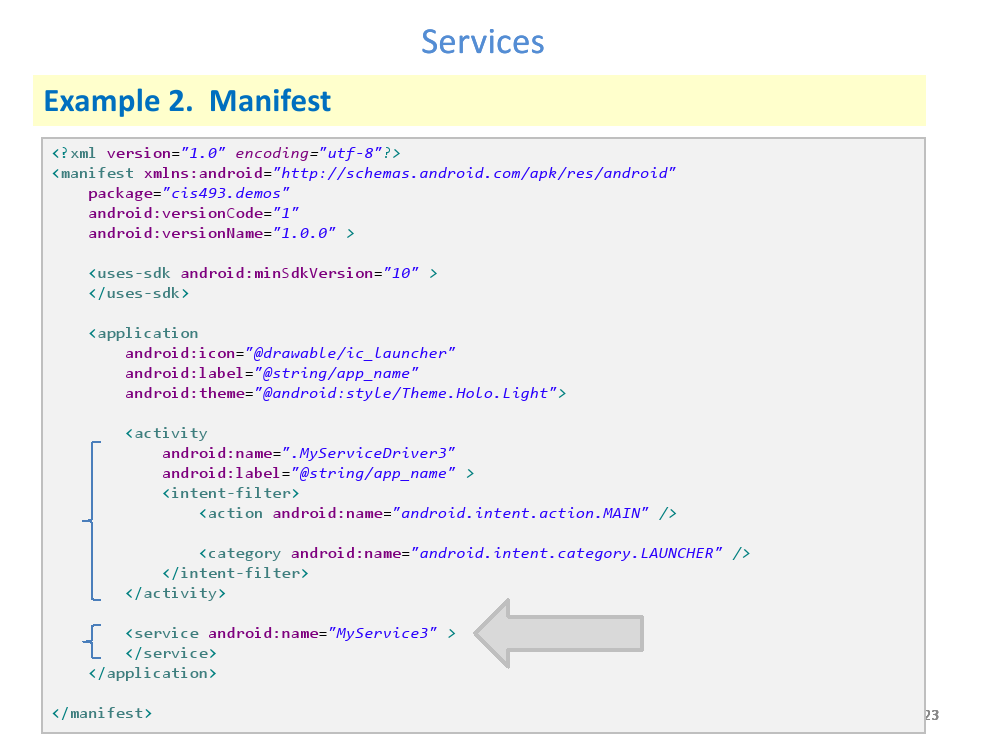 Services
Example 2.  Manifest
<?xml version="1.0" encoding="utf-8"?>
<manifest xmlns:android="http://schemas.android.com/apk/res/android"
    package="cis493.demos"
    android:versionCode="1"
    android:versionName="1.0.0" >

    <uses-sdk android:minSdkVersion="10" >
    </uses-sdk>

    <application
        android:icon="@drawable/ic_launcher"
        android:label="@string/app_name"
        android:theme="@android:style/Theme.Holo.Light">

        <activity
            android:name=".MyServiceDriver3"
            android:label="@string/app_name" >
            <intent-filter>
                <action android:name="android.intent.action.MAIN" />

                <category android:name="android.intent.category.LAUNCHER" />
            </intent-filter>
        </activity>

        <service android:name="MyService3" >
        </service>
    </application>

</manifest>
23